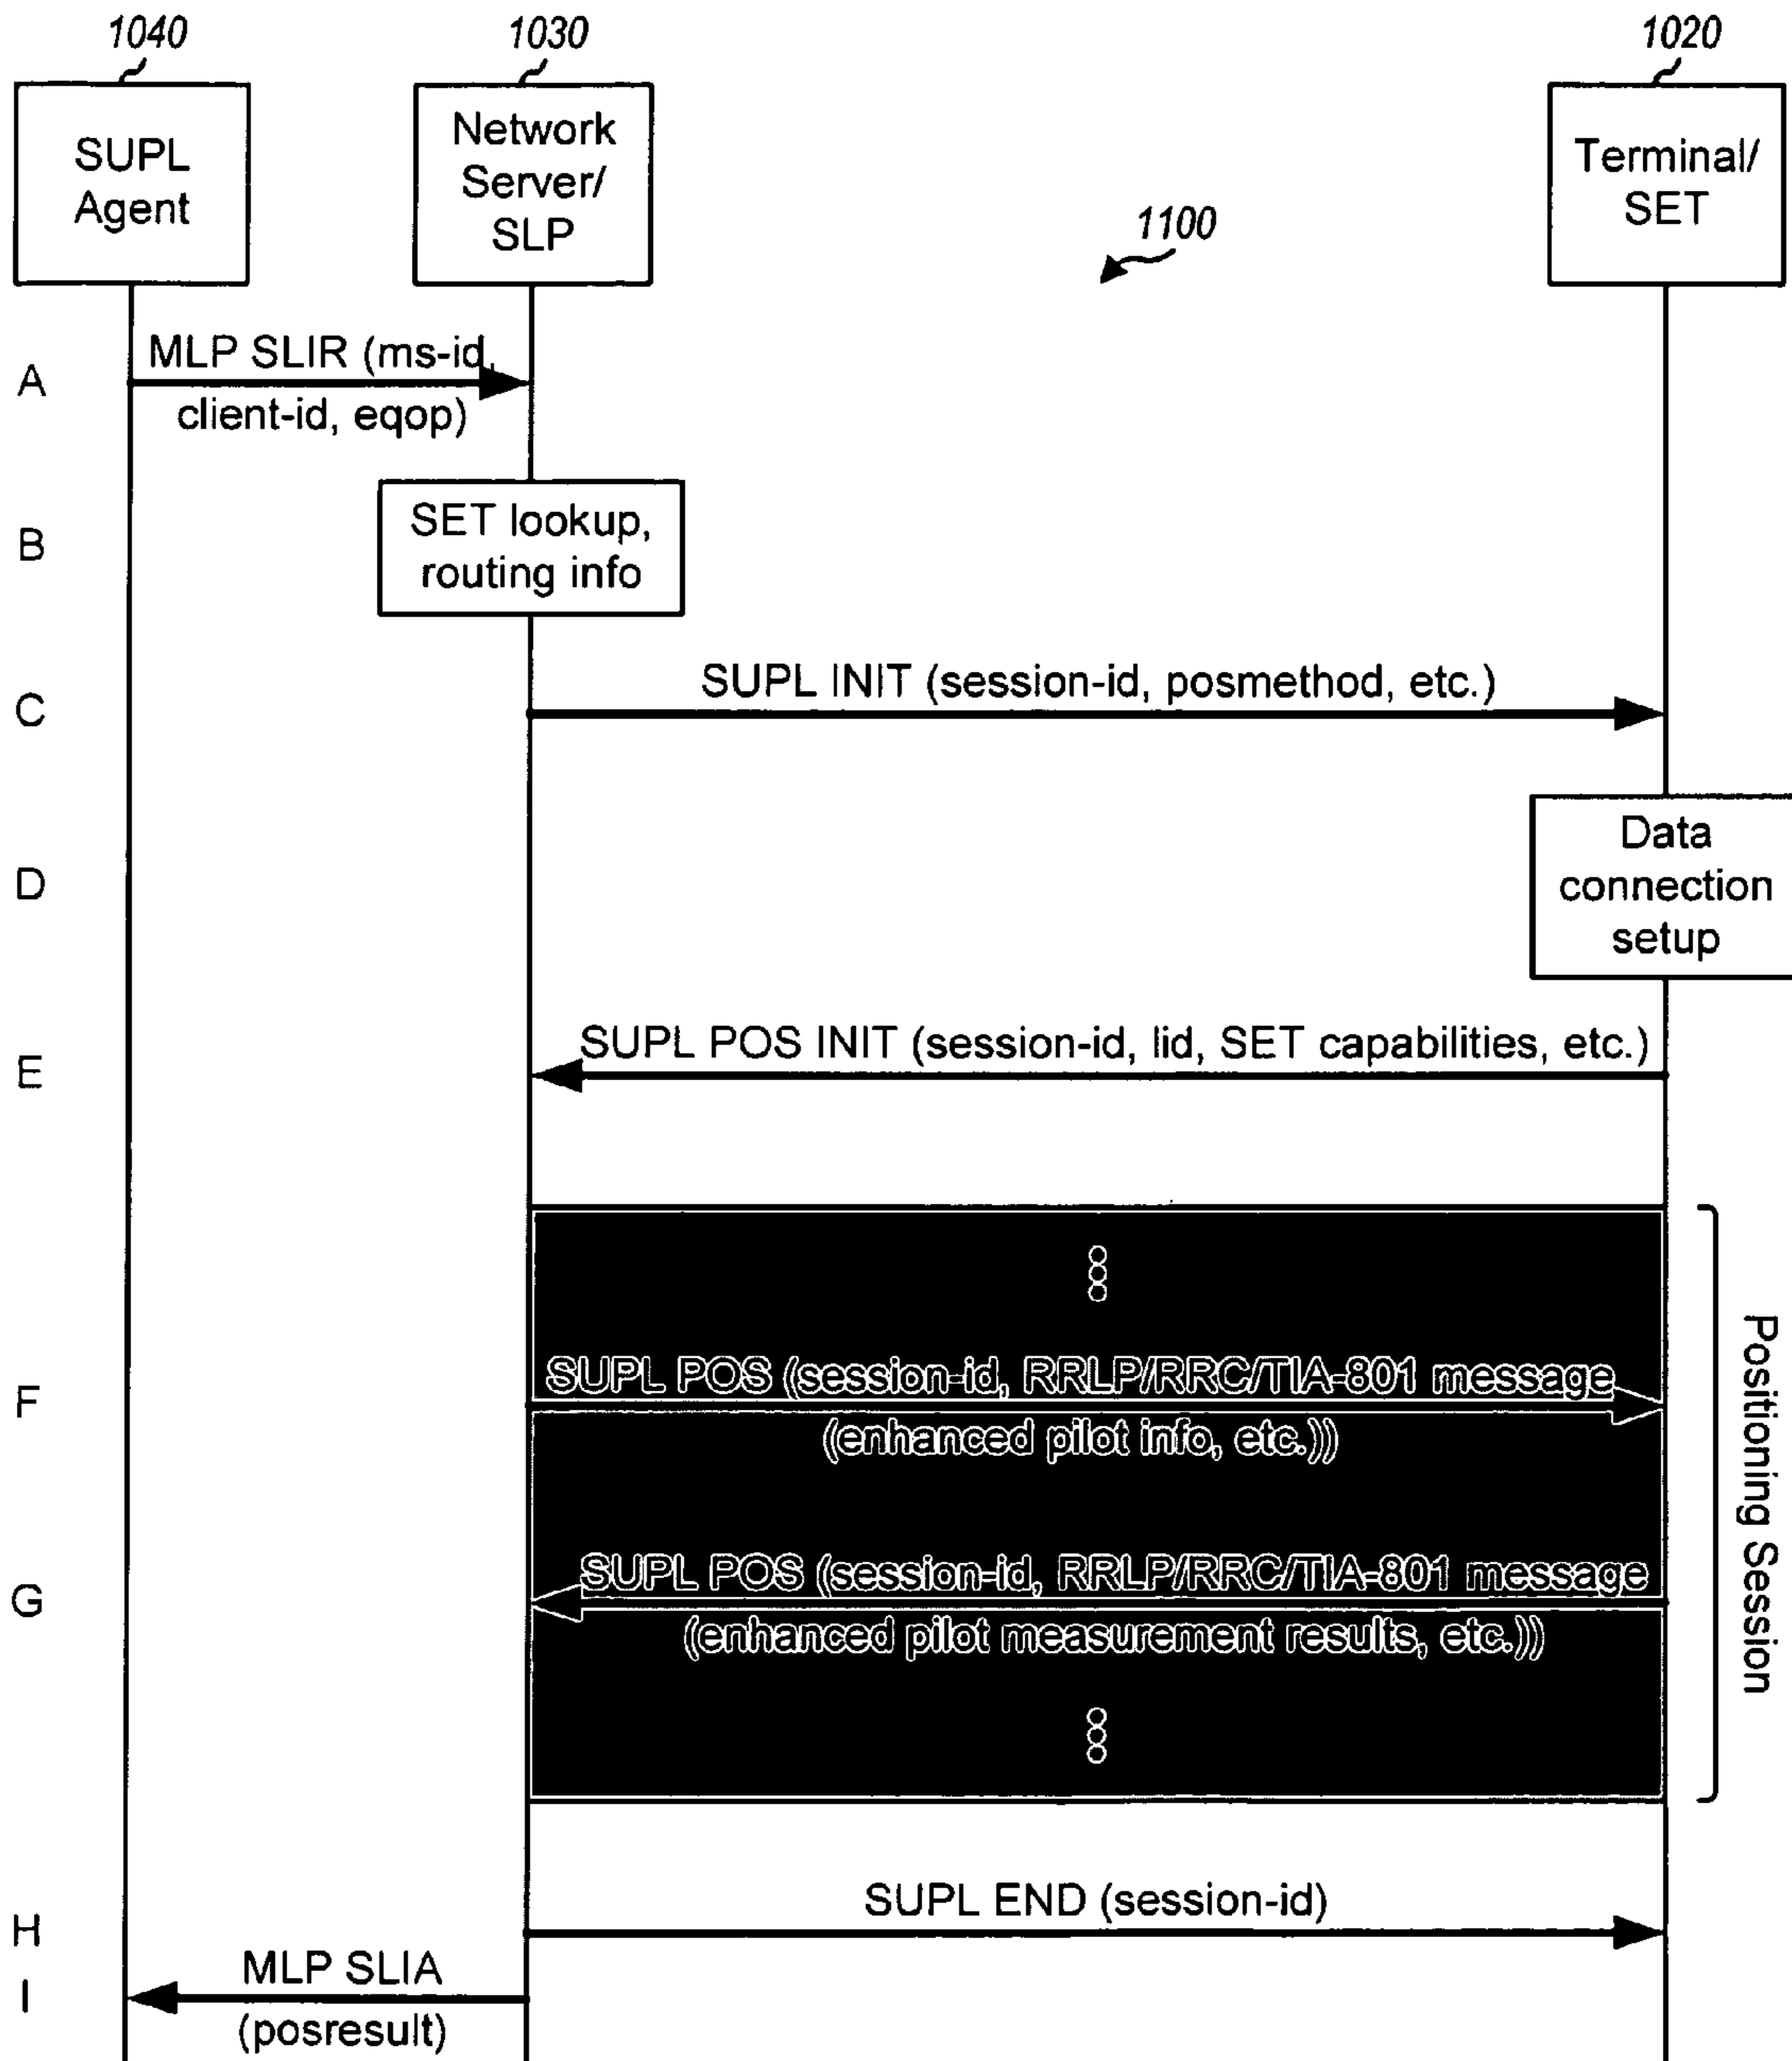 1040
1030
1020
SUPL
Agent
Network
Server/
SLP
Terminal/
SET
1100
A
MLP SLIR (ms-id,
client-id, eqop)
B
SET lookup,
routing info
C
SUPL INIT (session-id, posmethod, etc.)
D
Data
connection
setup
E
SUPL POS INIT (session-id, lid, SET capabilities, etc.)
F
SUPL POS (session-id, RRLP/RRC/TIA-801 message
(enhanced pilot info, etc.))
G
SUPL POS (session-id, RRLP/RRC/TIA-801 message
(enhanced pilot measurement results, etc.))
Positioning Session
H
SUPL END (session-id)
I
MLP SLIA
(posresult)